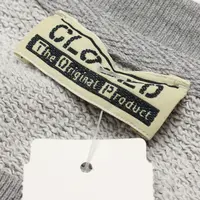 CLOSED
The Original Product